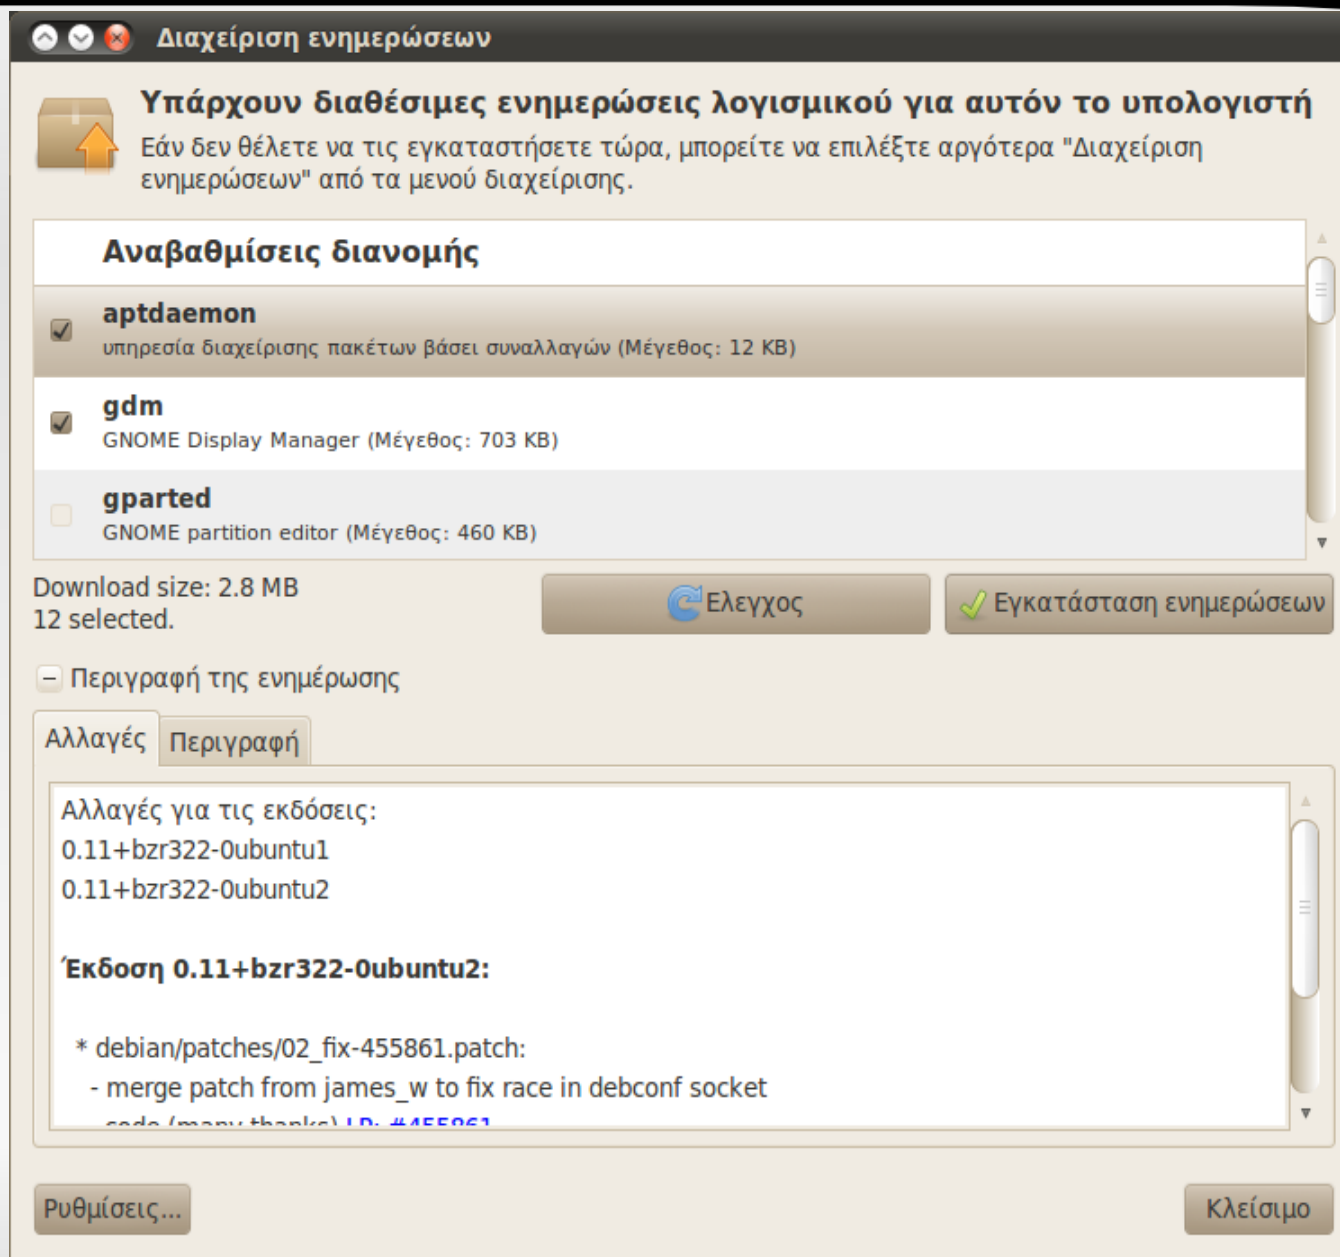 Διαχείριση ενημερώσεων
Υπάρχουν διαθέσιμες ενημερώσεις λογισμικού για αυτόν το υπολογιστή
Εάν δεν θέλετε να τις εγκαταστήσετε τώρα, μπορείτε να επιλέξτε αργότερα "Διαχείριση
ενημερώσεων" από τα μενού διαχείρισης.
Αναβαθμίσεις διανομής
aptdaemon
υπηρεσία διαχείρισης πακέτων βάσει συναλλαγών (Μέγεθος: 12 KB)
gdm
GNOME Display Manager (Μέγεθος: 703 KB)
gparted
GNOME partition editor (Μέγεθος: 460 KB)
Download size: 2.8 MB
12 selected.
Ελεγχος
Εγκατάσταση ενημερώσεων
Περιγραφή της ενημέρωσης
Αλλαγές
Περιγραφή
Αλλαγές για τις εκδόσεις:
0.11+bzr322-0ubuntu1
0.11+bzr322-0ubuntu2
Έκδοση 0.11+bzr322-0ubuntu2:
* debian/patches/02_fix-455861.patch:
- merge patch from james_w to fix race in debconf socket
code (many thanks) LP: #455861
Ρυθμίσεις...
Κλείσιμο